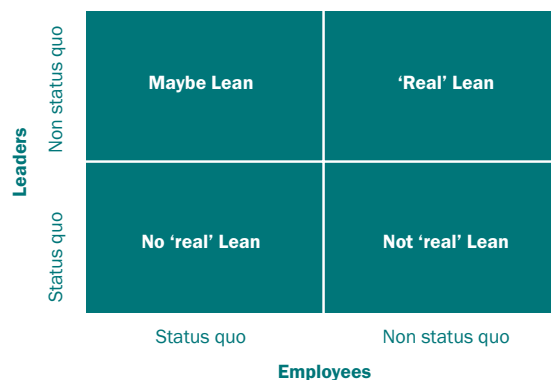 Leaders
Non status quo
Status quo
Maybe Lean
‘Real’ Lean
No ‘real’ Lean
Not ‘real’ Lean
Status quo
Non status quo
Employees